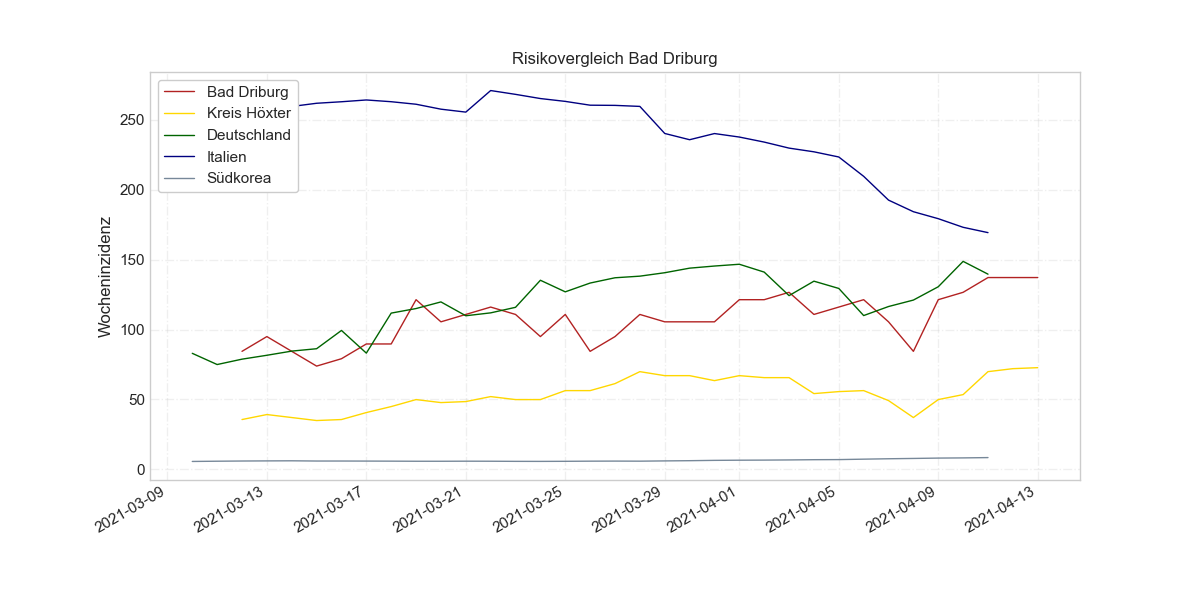 Risikovergleich Bad Driburg
Bad Driburg
Kreis Höxter
Deutschland
Italien
Südkorea
Wocheninzidenz
250
200
150
100
50
0
2021-03-09
2021-03-13
2021-03-17
2021-03-21
2021-03-25
2021-03-29
2021-04-01
2021-04-05
2021-04-09
2021-04-13